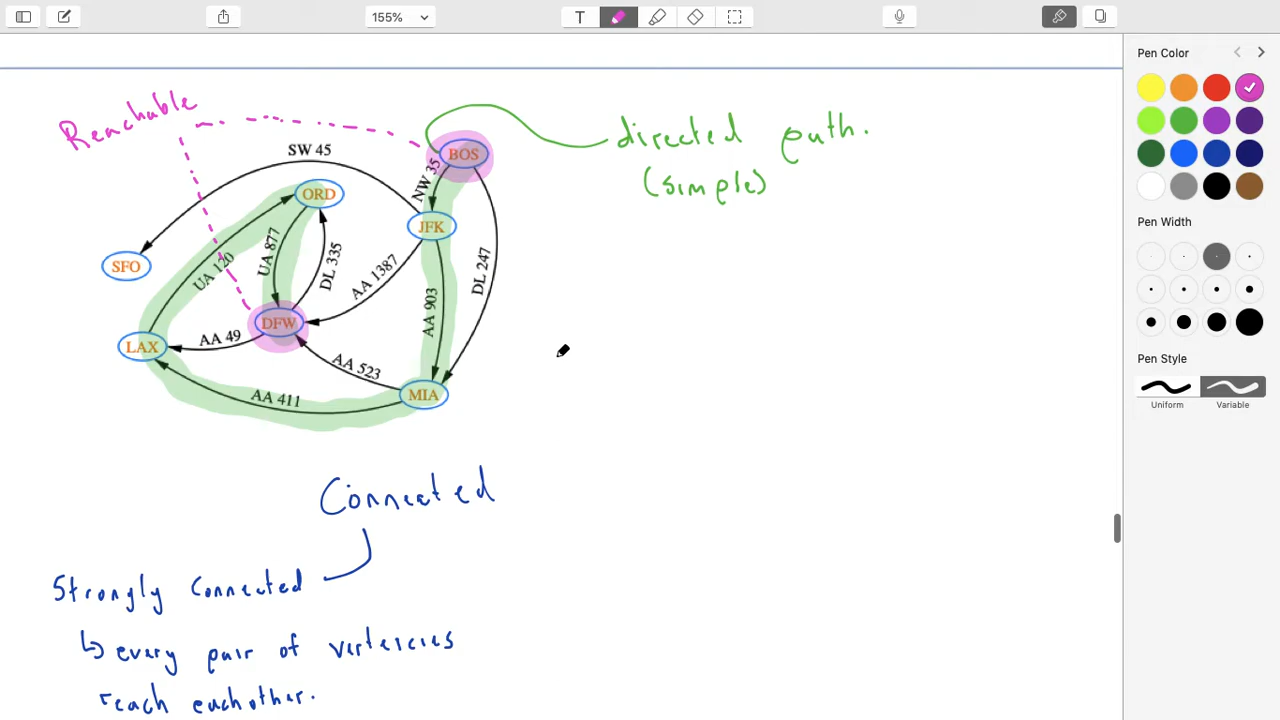 155%
T
Pen Color
Reachable
directed path.
(simple)
SW 45
BOS
NW 35
ORD
JFK
SFO
UA 120
UA 877
DL 335
AA 1387
DL 247
AA 903
DFW
LAX
AA 49
AA 523
AA 411
MIA
Connected
Strongly Connected
↳ every pair of vertecies
reach eachother.
Pen Width
Pen Style
Uniform
Variable